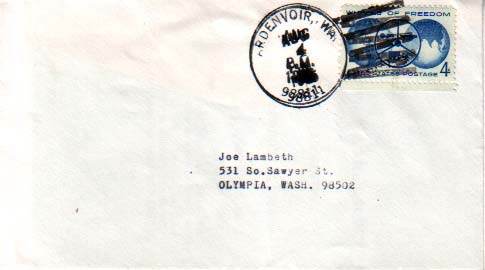 ARDENVOIR, WA.
AUG
4
P.M.
98811
OF FREEDOM
4
POSTAGE
Joe Lambeth
531 So.Sawyer St.
OLYMPIA, WASH. 98502